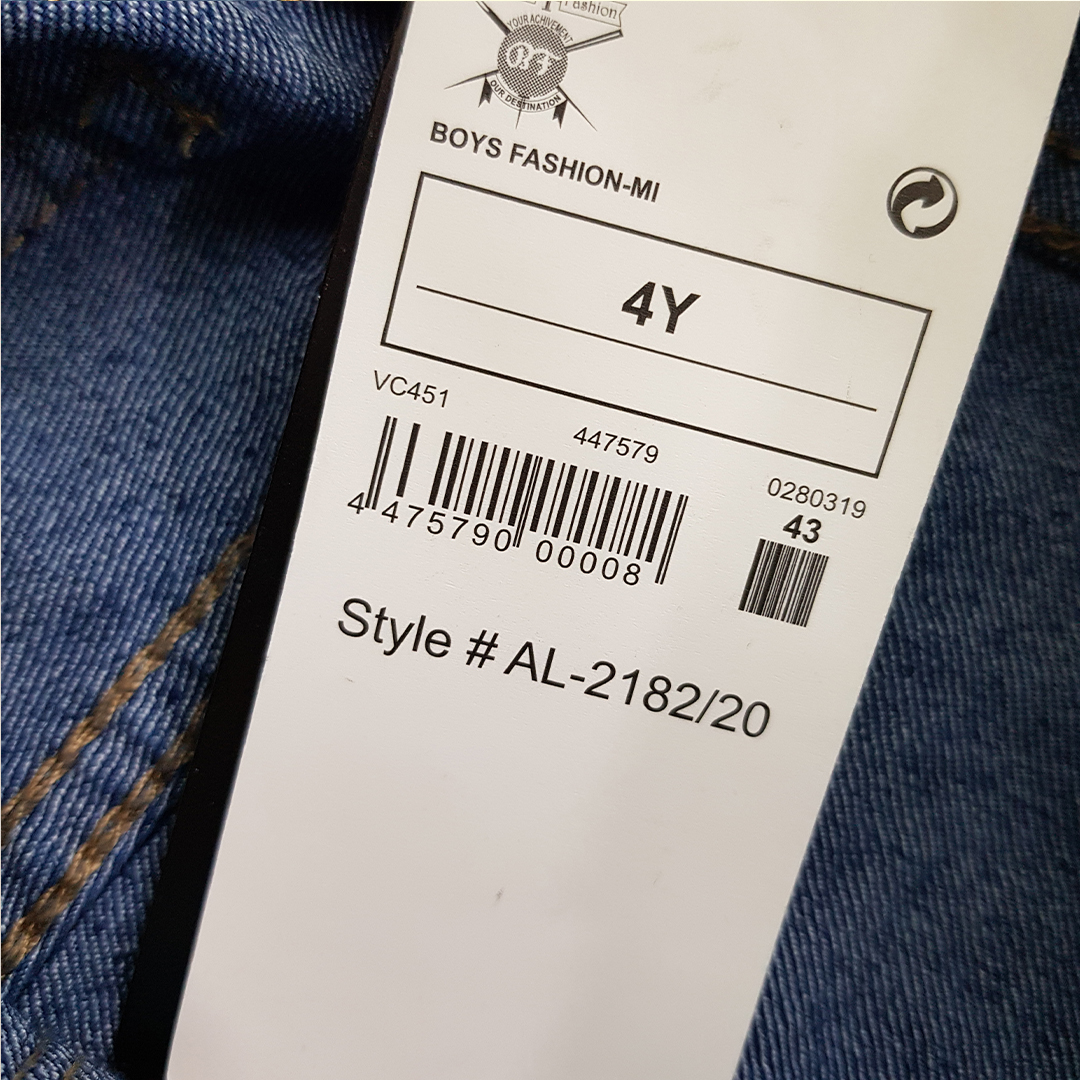 Fashion
YOUR ACHIVEMENT
OUR DESTINATION
BOYS FASHION-MI
4Y
VC451
447579
0280319
43
4 475790 00008
Style # AL-2182/20